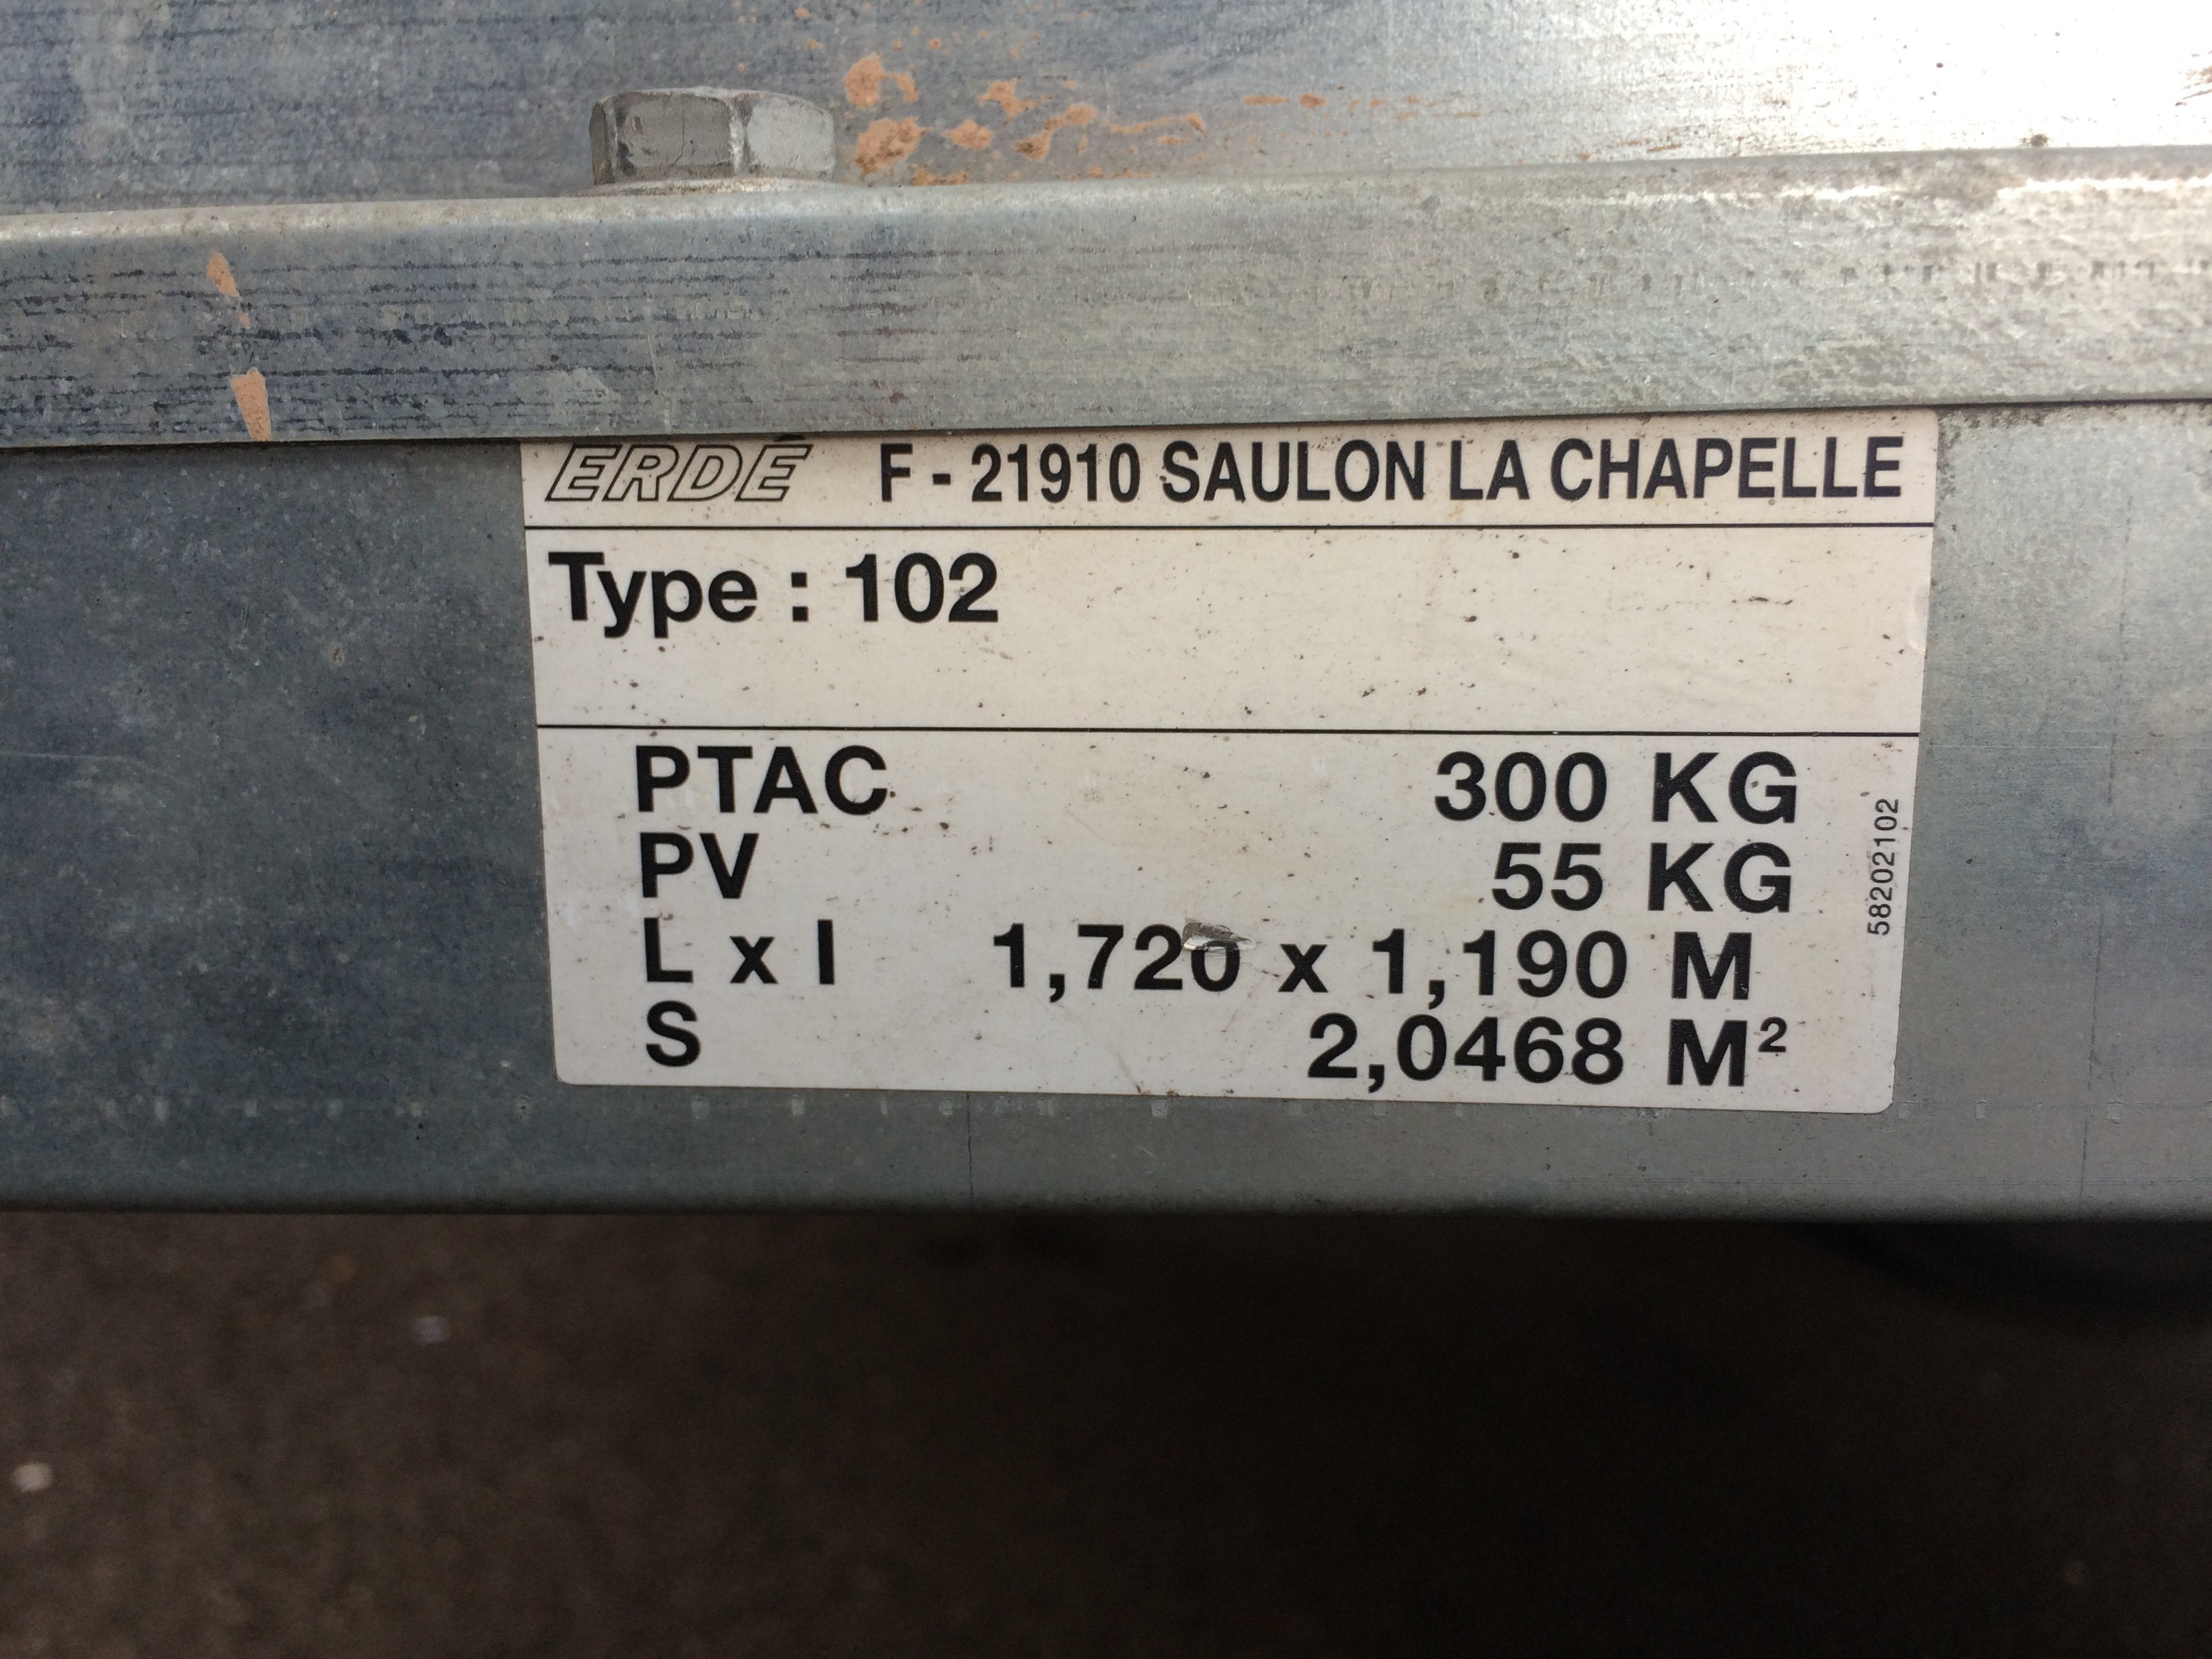 ERDÉ F - 21910 SAULON LA CHAPELLE
Type : 102
PTAC 300 KG
PV 55 KG
L x l 1,720 x 1,190 M
S 2,0468 M²
58202102